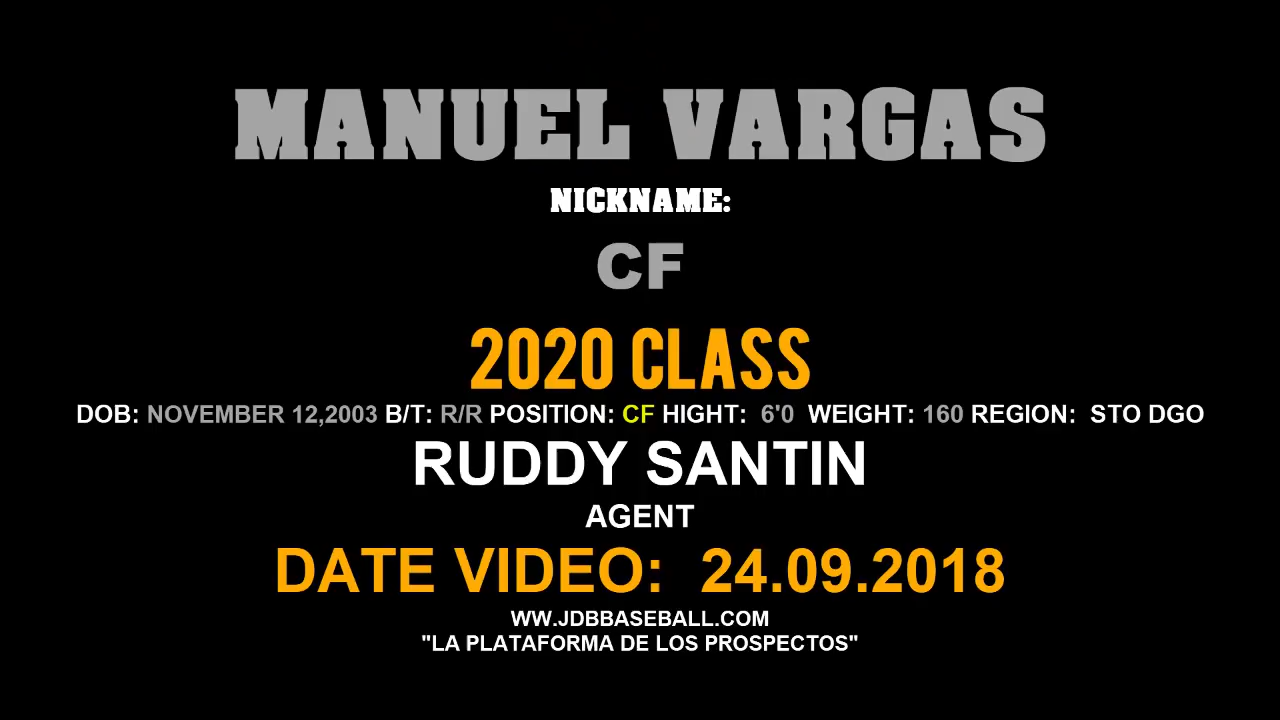 MANUEL VARGAS
NICKNAME:
CF
2020 CLASS
DOB: NOVEMBER 12,2003 B/T: R/R POSITION: CF HIGHT: 6'0 WEIGHT: 160 REGION: STO DGO
RUDDY SANTIN
AGENT
DATE VIDEO: 24.09.2018
WW.JDBBASEBALL.COM
"LA PLATAFORMA DE LOS PROSPECTOS"